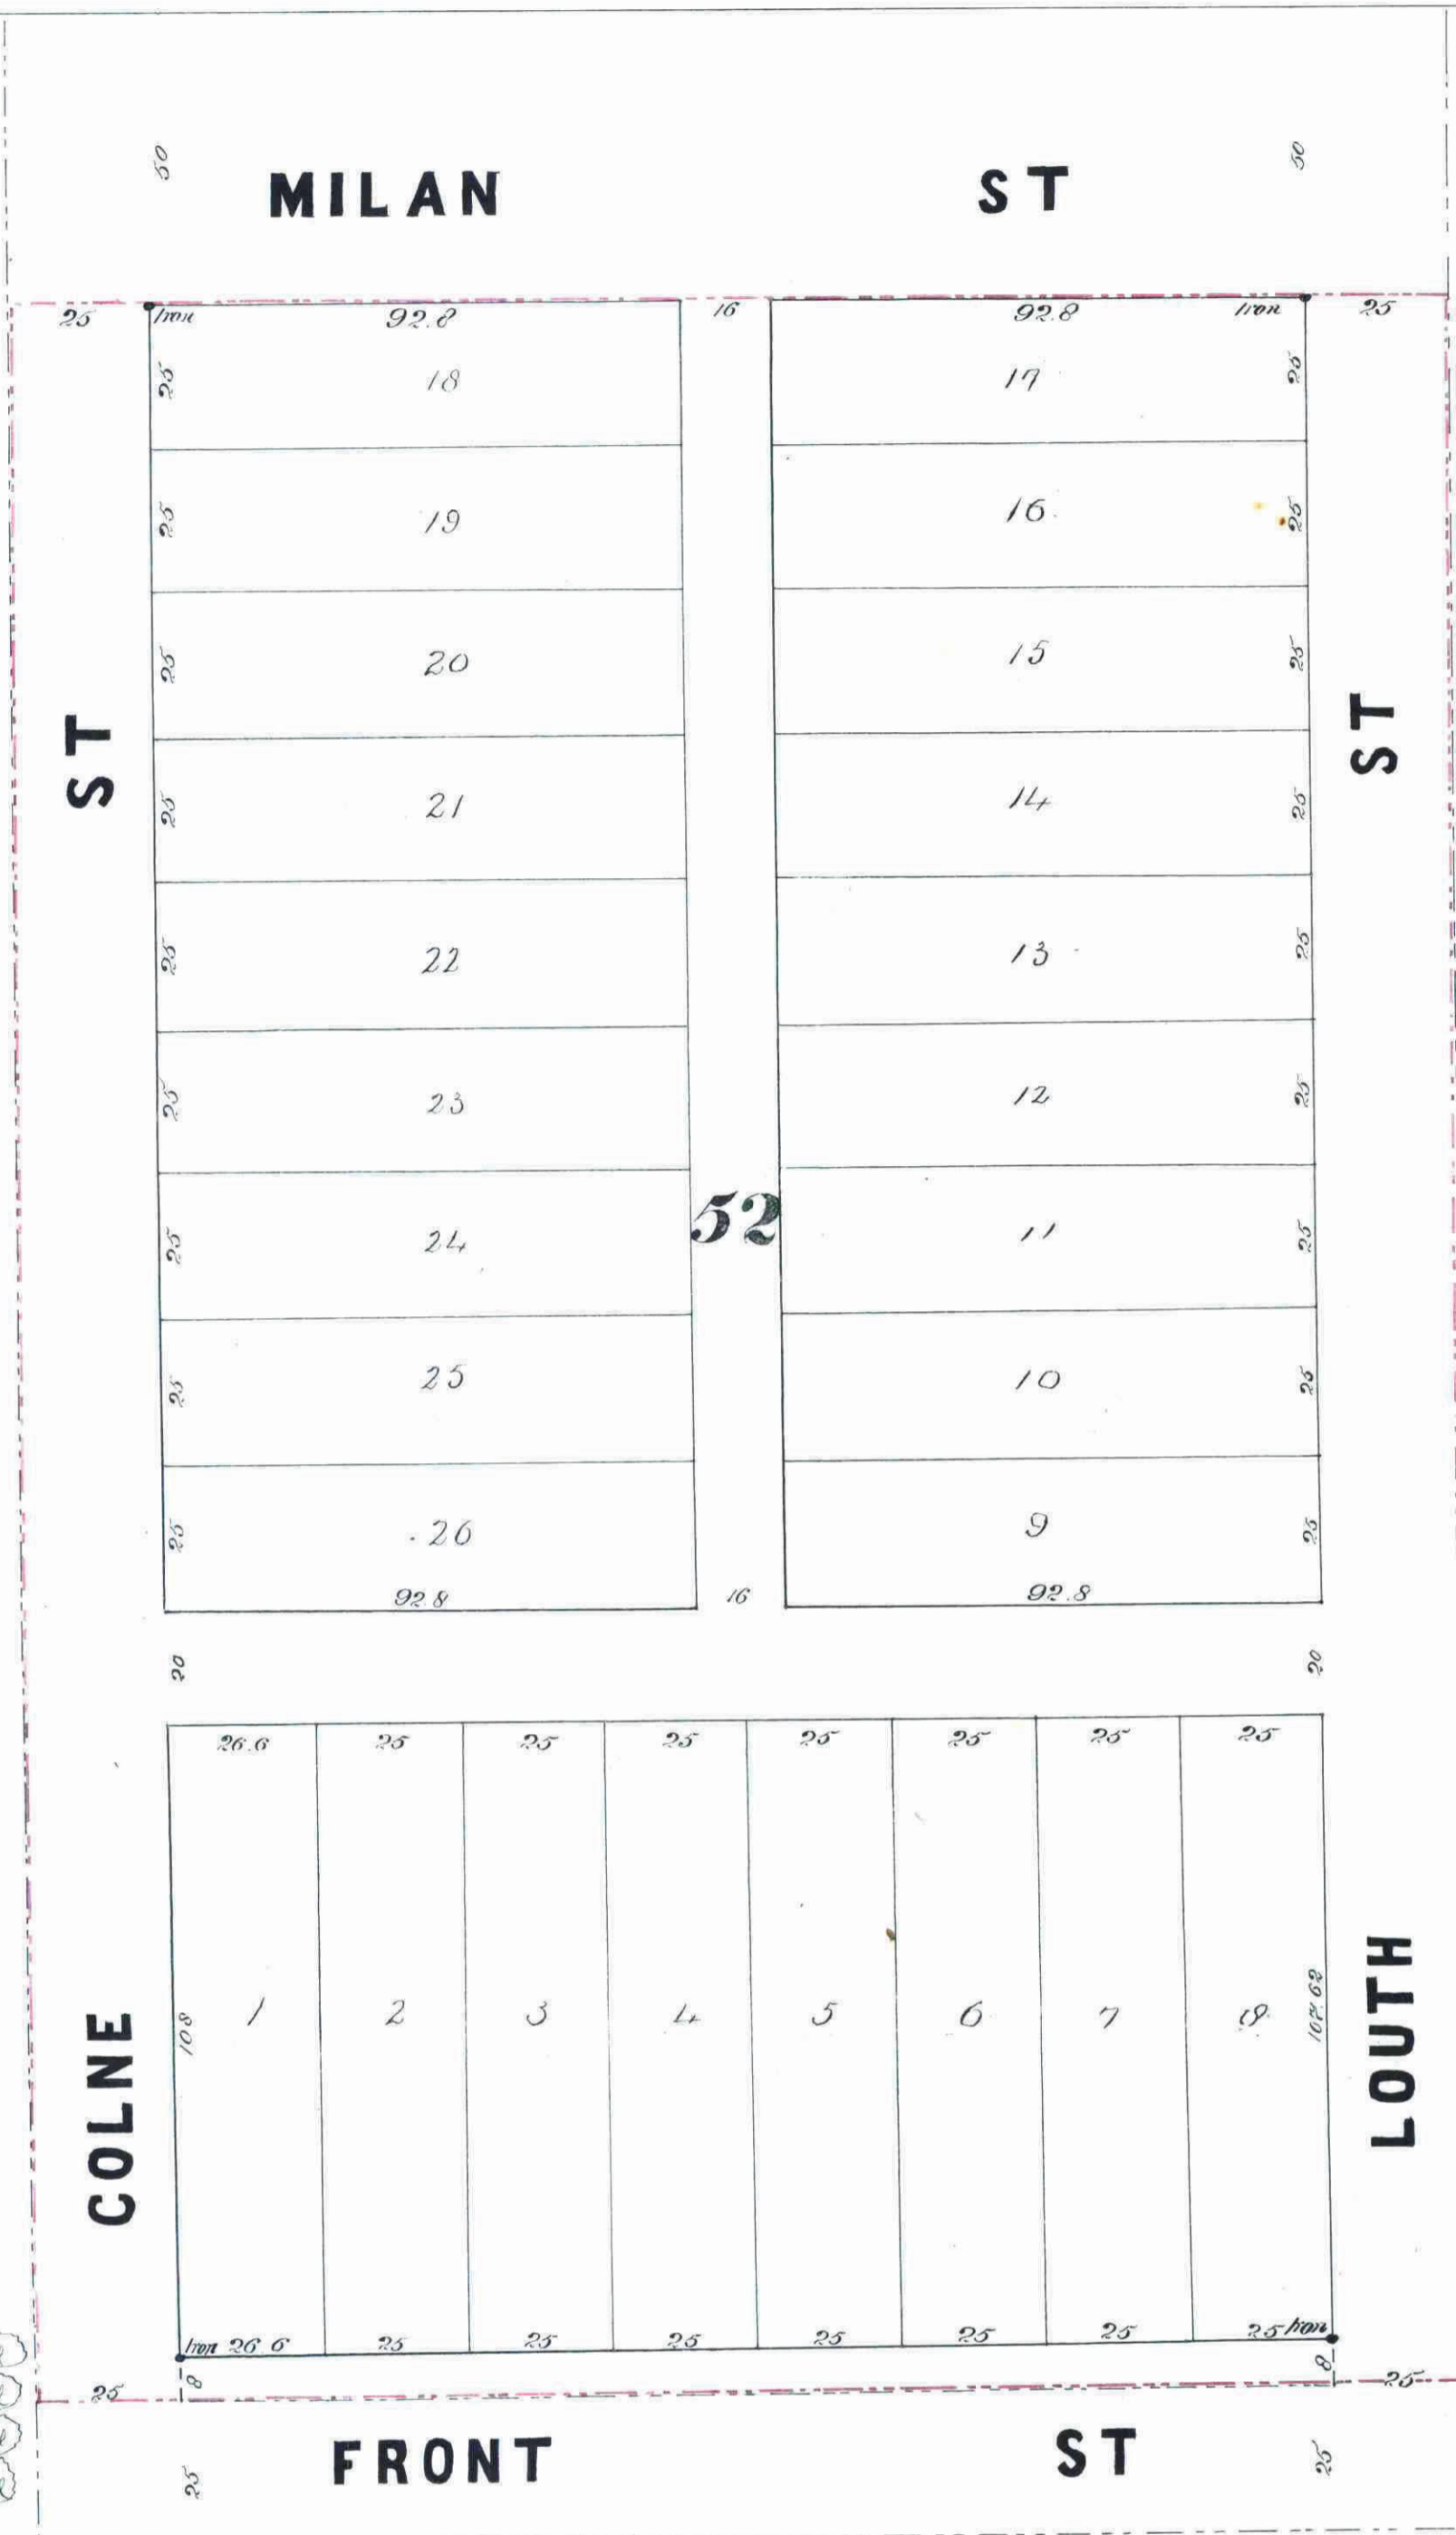 50 50
MILAN ST
25 Iron 92.8 16 92.8 Iron 25
25 18 17 25
25 19 16 25
25 20 15 25
ST ST
25 21 14 25
25 22 13 25
25 23 12 25
52
25 24 11 25
25 25 10 25
25 26 9 25
92.8 16 92.8
20 20
26.6 25 25 25 25 25 25 25
COLNE LOUTH
108 1 2 3 4 5 6 7 8 107.62
Iron 26.6 25 25 25 25 25 25 25 Iron
25 8 8 25
FRONT ST
25 25